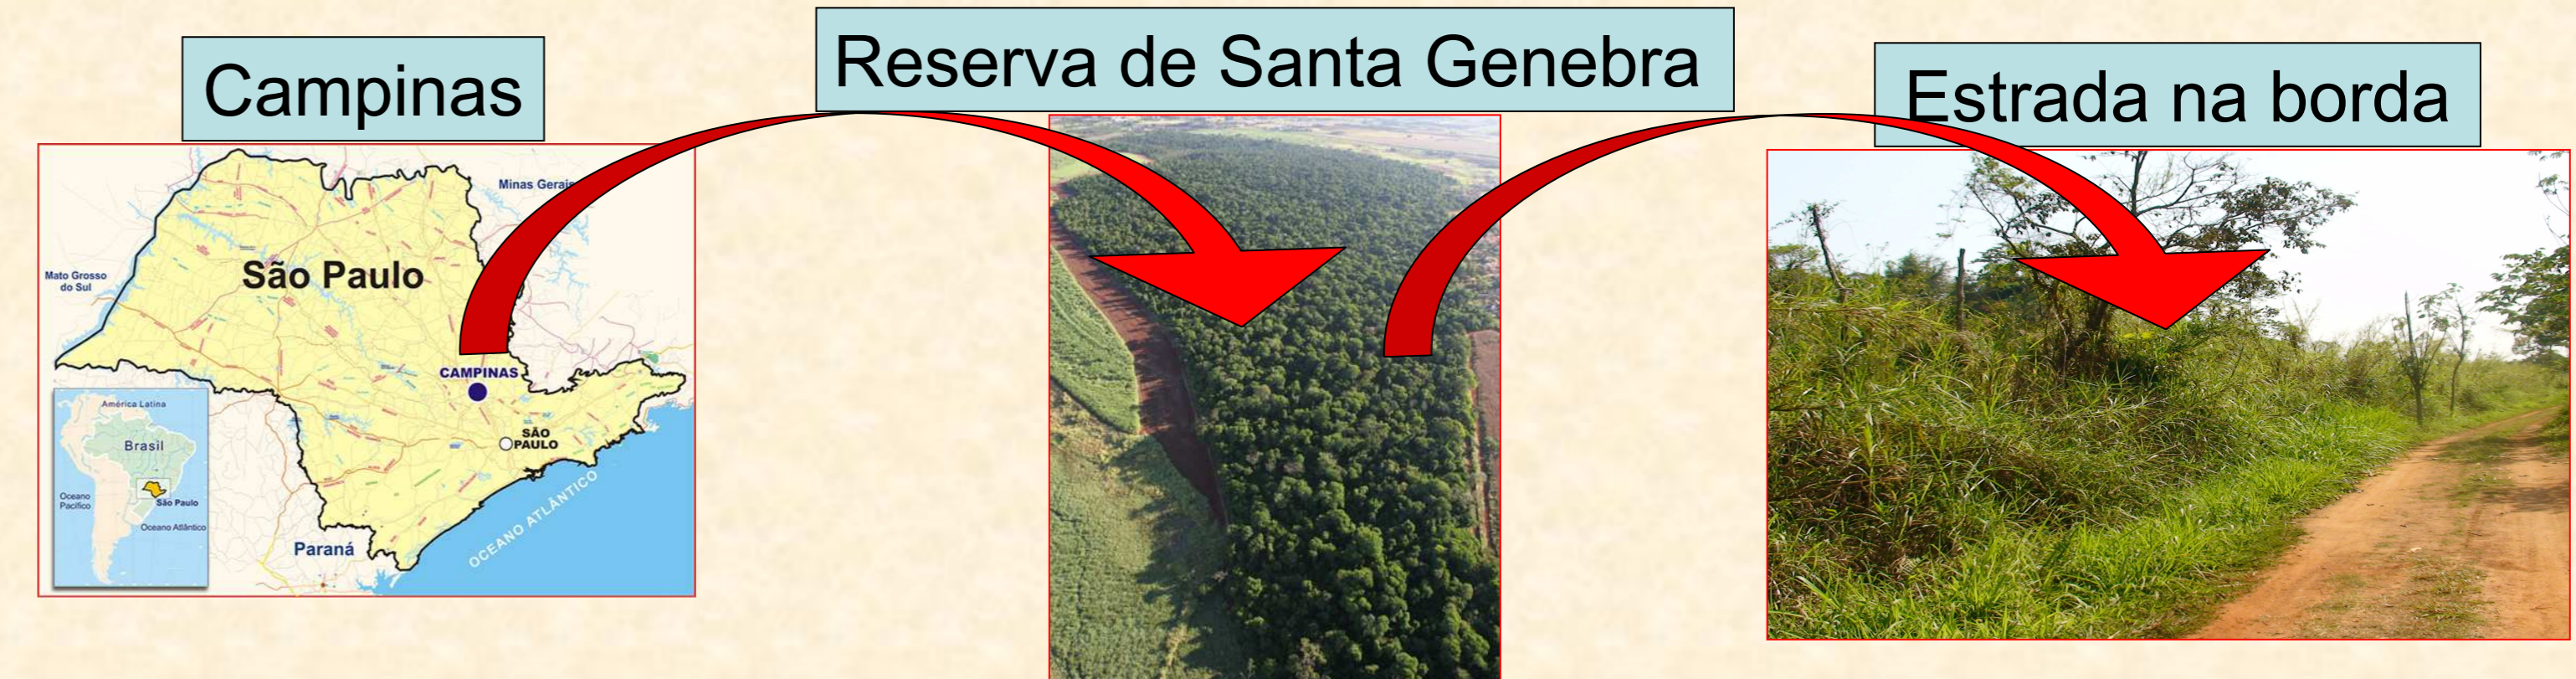 Campinas
Reserva de Santa Genebra
Estrada na borda
Minas Gerais
São Paulo
Mato Grosso
do Sul
CAMPINAS
SÃO
PAULO
América Latina
Brasil
Oceano
Pacífico
São Paulo
Oceano Atlântico
Paraná
OCEANO ATLÂNTICO